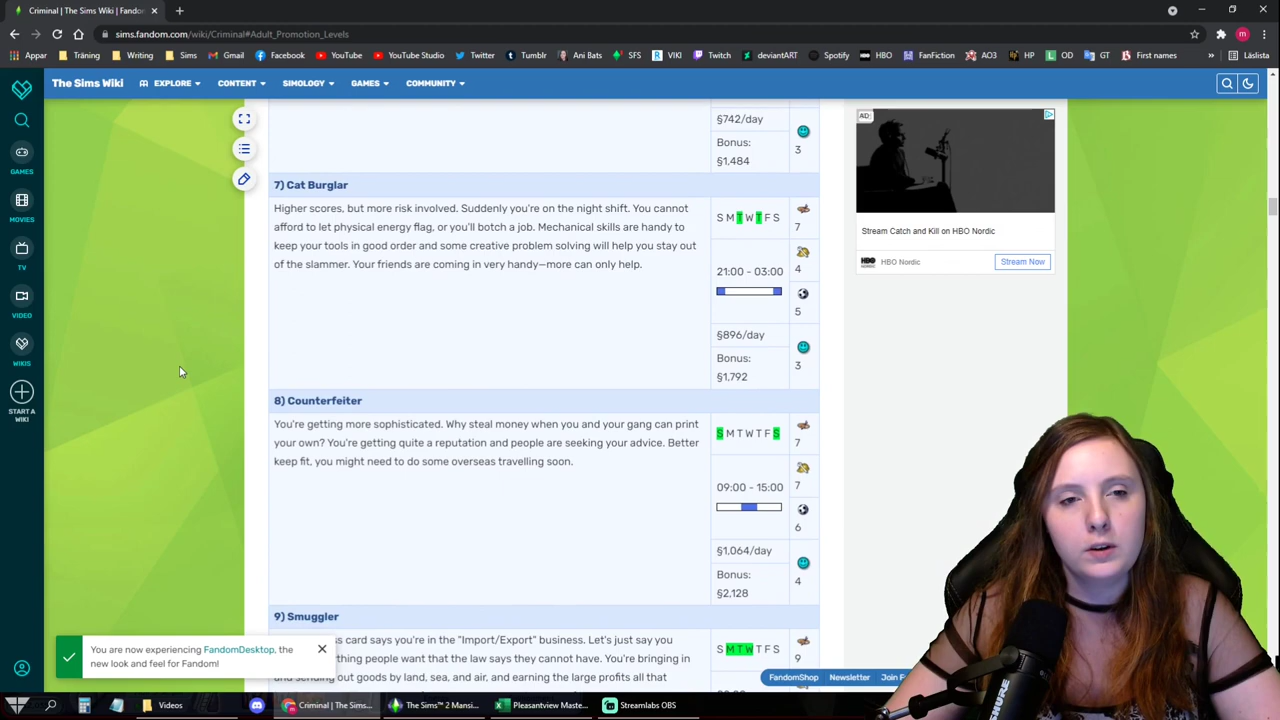 Criminal | The Sims Wiki | Fandom
sims.fandom.com/wiki/Criminal#Adult_Promotion_Levels
Appar Träning Writing Sims Gmail Facebook YouTube YouTube Studio Twitter Tumblr Ani Bats SFS VIKI Twitch deviantART Spotify HBO FanFiction AO3 HP OD GT First names Läslista
The Sims Wiki EXPLORE CONTENT SIMOLOGY GAMES COMMUNITY
GAMES
MOVIES
TV
VIDEO
WIKIS
START A
WIKI
§742/day
Bonus:
§1,484
3
7) Cat Burglar
Higher scores, but more risk involved. Suddenly you're on the night shift. You cannot
afford to let physical energy flag, or you'll botch a job. Mechanical skills are handy to
keep your tools in good order and some creative problem solving will help you stay out
of the slammer. Your friends are coming in very handy—more can only help.
S M T W T F S
7
21:00 - 03:00
4
5
§896/day
Bonus:
§1,792
3
8) Counterfeiter
You're getting more sophisticated. Why steal money when you and your gang can print
your own? You're getting quite a reputation and people are seeking your advice. Better
keep fit, you might need to do some overseas travelling soon.
S M T W T F S
7
09:00 - 15:00
7
6
§1,064/day
Bonus:
§2,128
4
9) Smuggler
s card says you're in the "Import/Export" business. Let's just say you
thing people want that the law says they cannot have. You're bringing in
and sending out goods by land, sea, and air, and earning the large profits all that
S M T W T F S
9
AD
Stream Catch and Kill on HBO Nordic
HBO HBO Nordic Stream Now
You are now experiencing FandomDesktop, the
new look and feel for Fandom!
FandomShop Newsletter Join
SHURE
Videos Criminal | The Sims... The Sims™ 2 Mansi... Pleasantview Maste... Streamlabs OBS